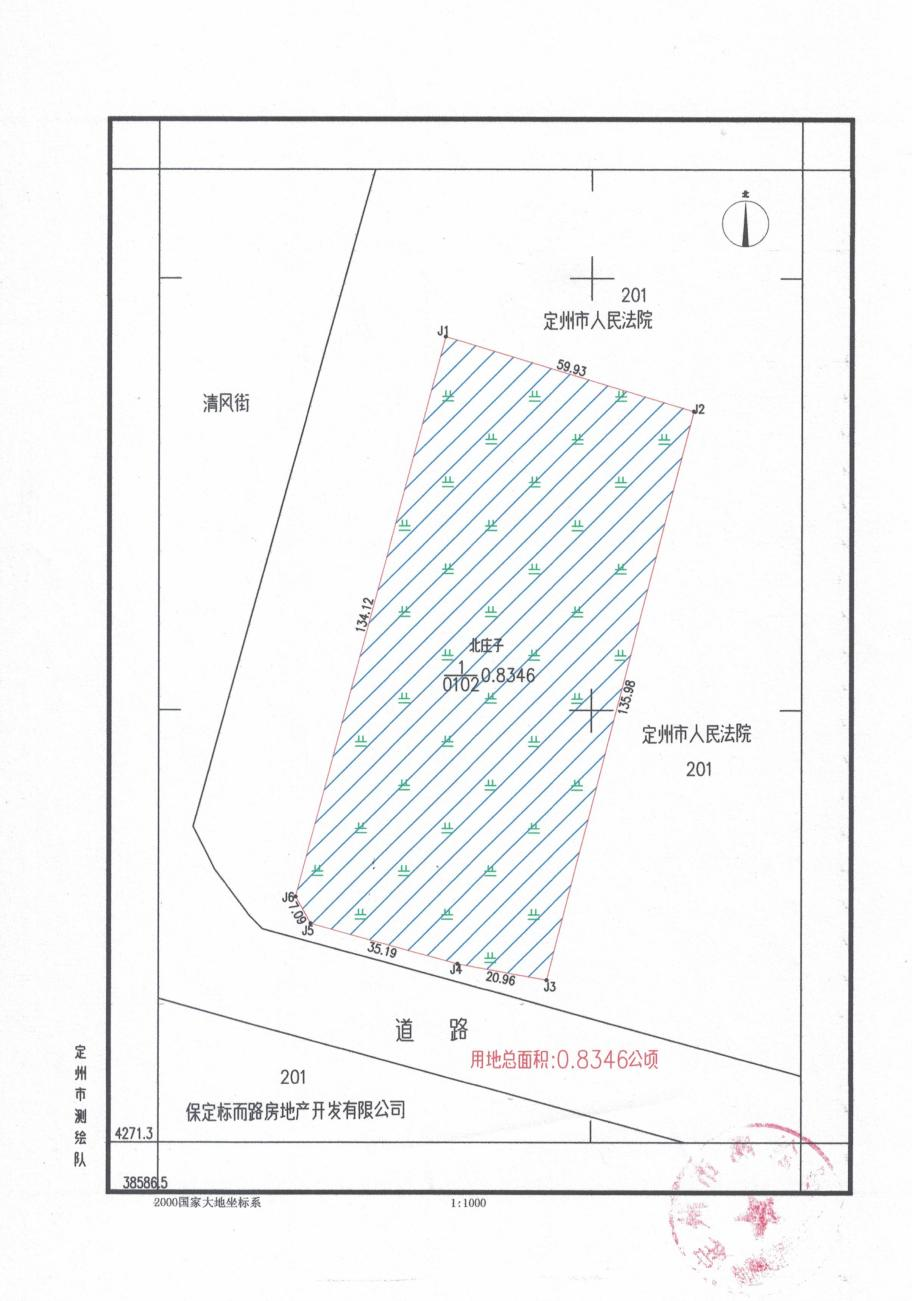 北
201
定州市人民法院
J1
59.93
J2
清风街
134.12
北庄子
1
0102
0.8346
135.98
定州市人民法院
201
J6
7.09
J5
35.19
J4
20.96
J3
道 路
用地总面积:0.8346公顷
201
保定标而路房地产开发有限公司
定州市测绘队
4271.3
38586.5
2000国家大地坐标系
1:1000